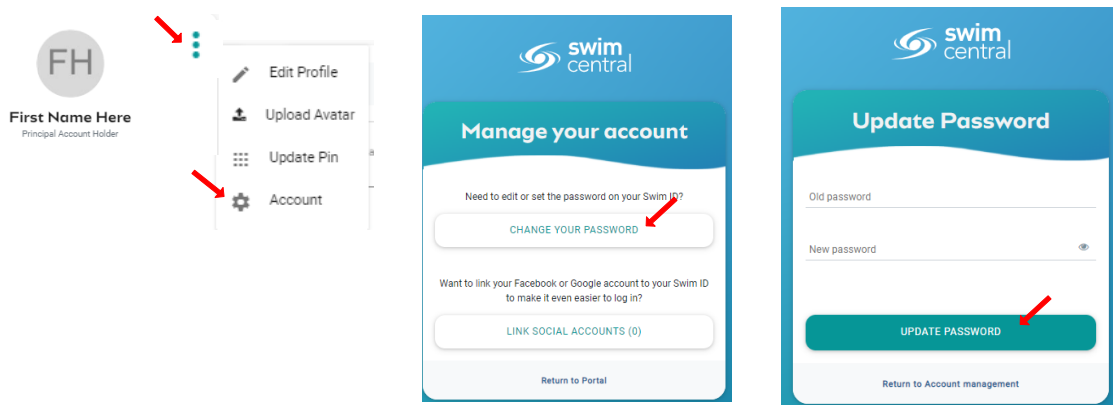 FH
First Name Here
Principal Account Holder
Edit Profile
Upload Avatar
Update Pin
a
Account
swim
central
Manage your account
Need to edit or set the password on your Swim ID?
CHANGE YOUR PASSWORD
Want to link your Facebook or Google account to your Swim ID
to make it even easier to log in?
LINK SOCIAL ACCOUNTS (0)
Return to Portal
swim
central
Update Password
Old password
New password
UPDATE PASSWORD
Return to Account management